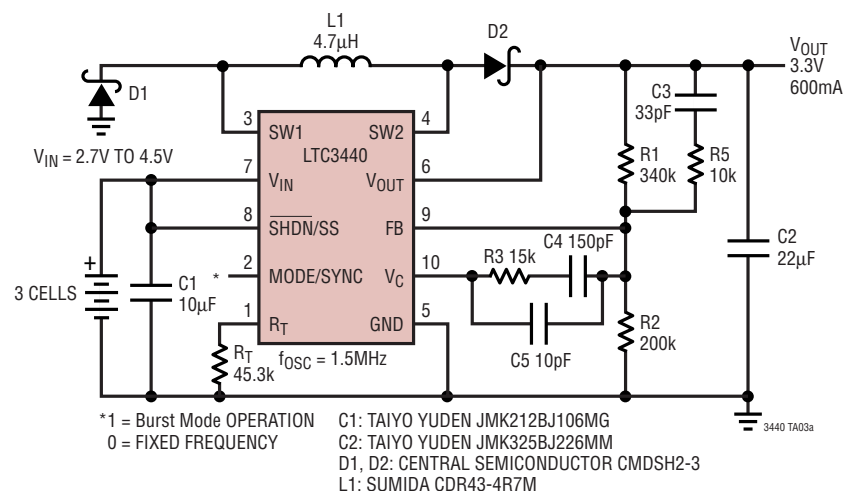 L1
4.7µH
D2
D1
VOUT
3.3V
600mA
C3
33pF
3
SW1
4
SW2
LTC3440
VIN = 2.7V TO 4.5V
7
VIN
6
VOUT
R1
340k
R5
10k
8
SHDN/SS
9
FB
C4 150pF
R3 15k
C2
22µF
+
3 CELLS
C1
10µF
*
2
MODE/SYNC
10
VC
1
RT
5
GND
C5 10pF
R2
200k
RT
45.3k
fOSC = 1.5MHz
*1 = Burst Mode OPERATION
0 = FIXED FREQUENCY
C1: TAIYO YUDEN JMK212BJ106MG
C2: TAIYO YUDEN JMK325BJ226MM
D1, D2: CENTRAL SEMICONDUCTOR CMDSH2-3
L1: SUMIDA CDR43-4R7M
3440 TA03a